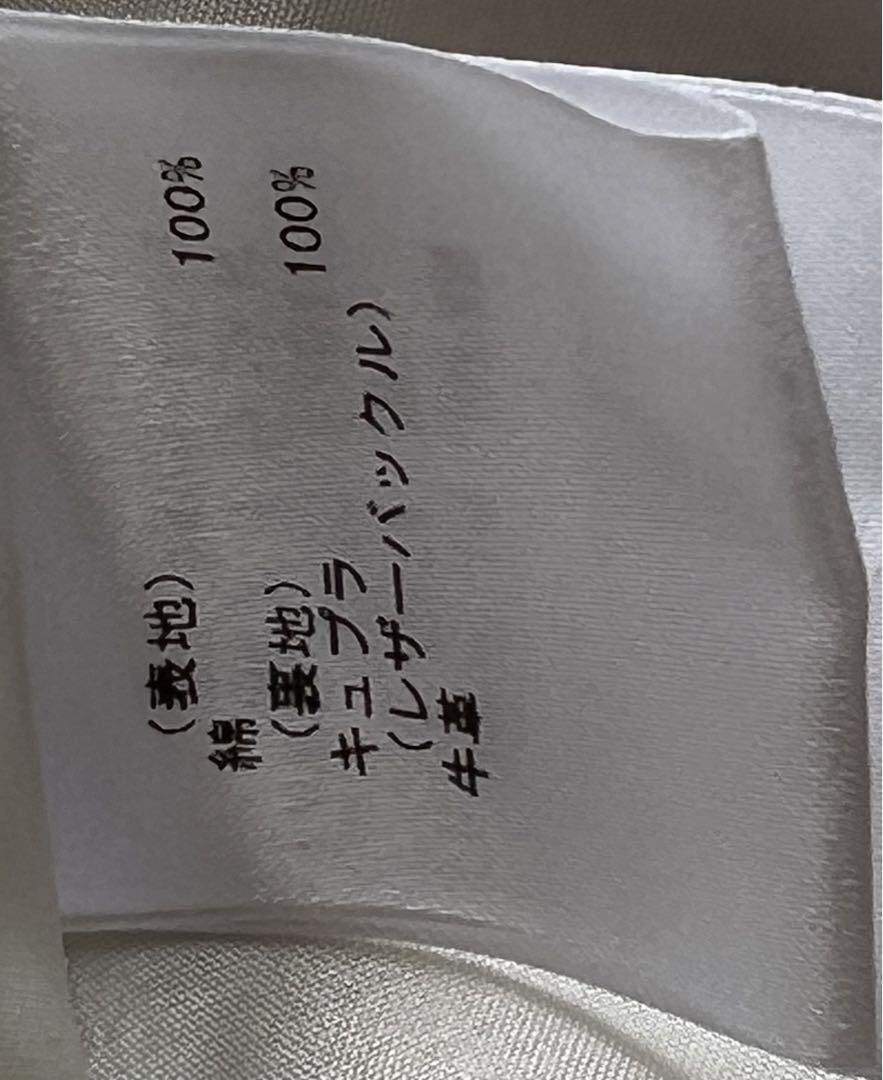 (表地)
綿 100%
(裏地)
キュプラ 100%
(レザーバックル)
牛革